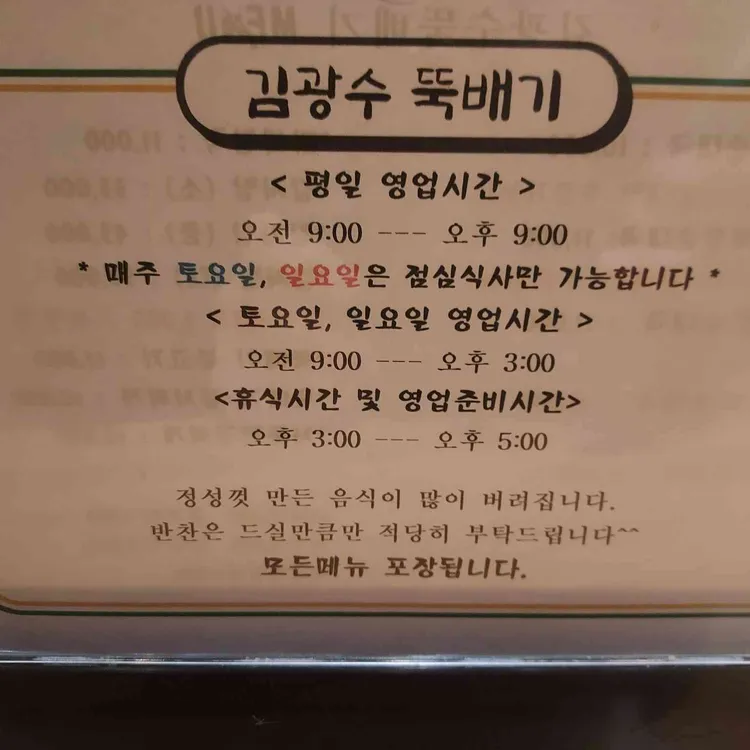 김광수 뚝배기
< 평일 영업시간 >
오전 9:00 --- 오후 9:00
* 매주 토요일, 일요일은 점심식사만 가능합니다 *
< 토요일, 일요일 영업시간 >
오전 9:00 --- 오후 3:00
<휴식시간 및 영업준비시간>
오후 3:00 --- 오후 5:00
정성껏 만든 음식이 많이 버려집니다.
반찬은 드실만큼만 적당히 부탁드립니다^^
모든메뉴 포장됩니다.